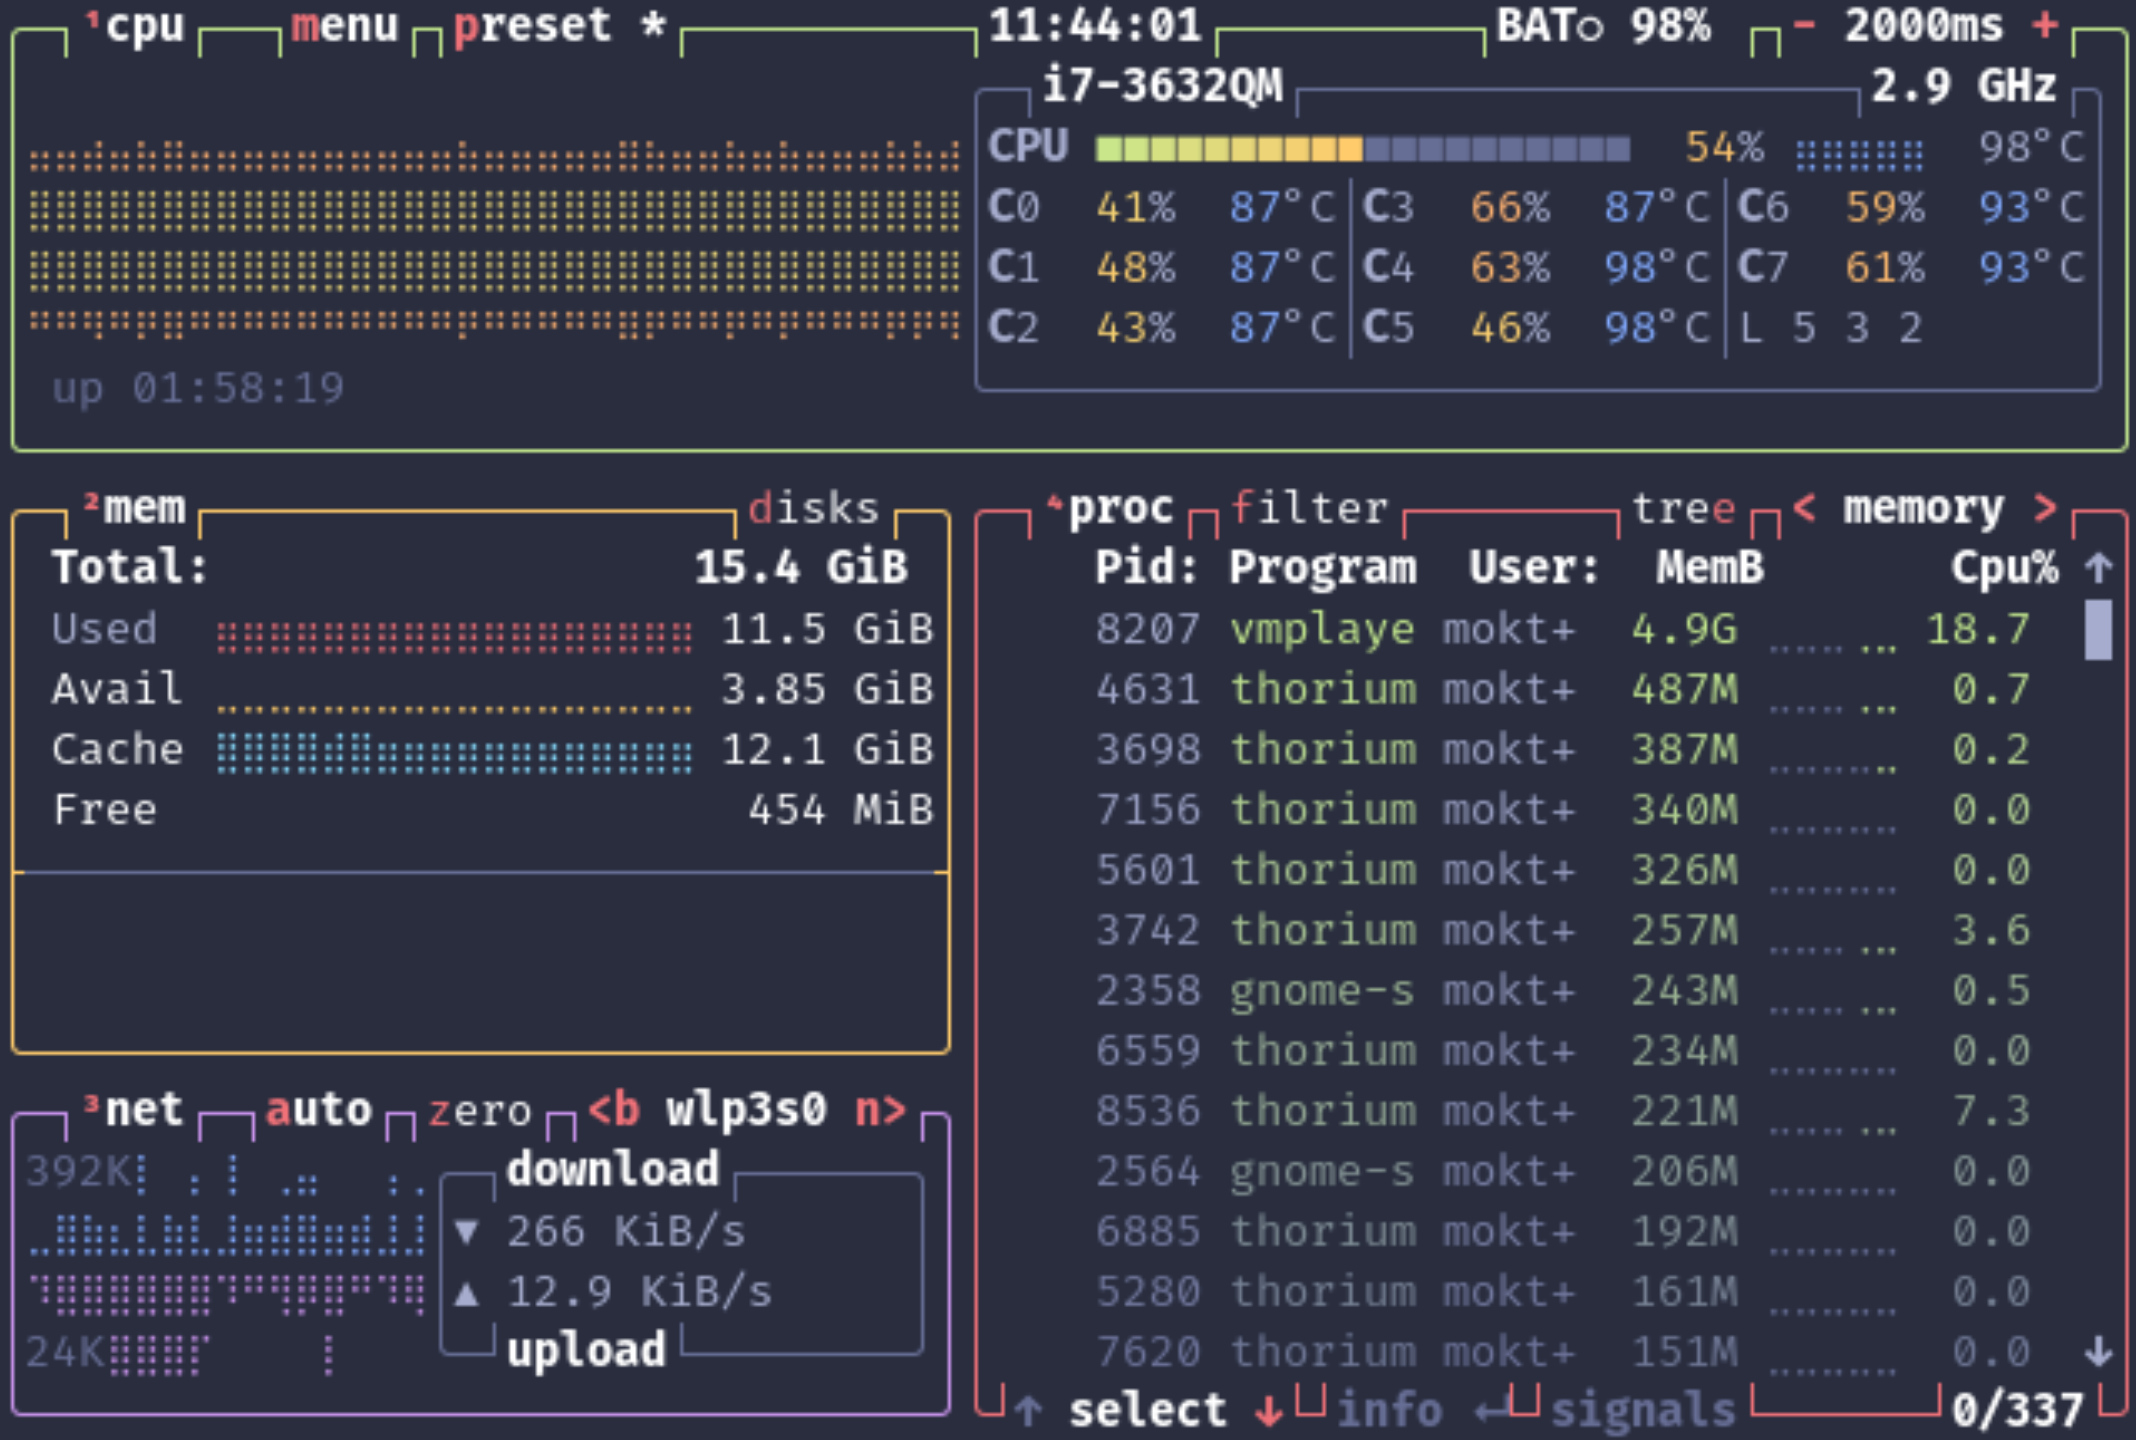 ¹cpu menu preset * 11:44:01 BAT○ 98% - 2000ms +
i7-3632QM 2.9 GHz
CPU 54% 98°C
C0 41% 87°C C3 66% 87°C C6 59% 93°C
C1 48% 87°C C4 63% 98°C C7 61% 93°C
C2 43% 87°C C5 46% 98°C L 5 3 2
up 01:58:19
²mem disks
Total: 15.4 GiB
Used 11.5 GiB
Avail 3.85 GiB
Cache 12.1 GiB
Free 454 MiB
³net auto zero <b wlp3s0 n>
392K
download
▼ 266 KiB/s
▲ 12.9 KiB/s
24K
upload
⁴proc filter tree < memory >
Pid: Program User: MemB Cpu% ↑
8207 vmplaye mokt+ 4.9G 18.7
4631 thorium mokt+ 487M 0.7
3698 thorium mokt+ 387M 0.2
7156 thorium mokt+ 340M 0.0
5601 thorium mokt+ 326M 0.0
3742 thorium mokt+ 257M 3.6
2358 gnome-s mokt+ 243M 0.5
6559 thorium mokt+ 234M 0.0
8536 thorium mokt+ 221M 7.3
2564 gnome-s mokt+ 206M 0.0
6885 thorium mokt+ 192M 0.0
5280 thorium mokt+ 161M 0.0
7620 thorium mokt+ 151M 0.0 ↓
↑ select ↓ info ↵ signals 0/337